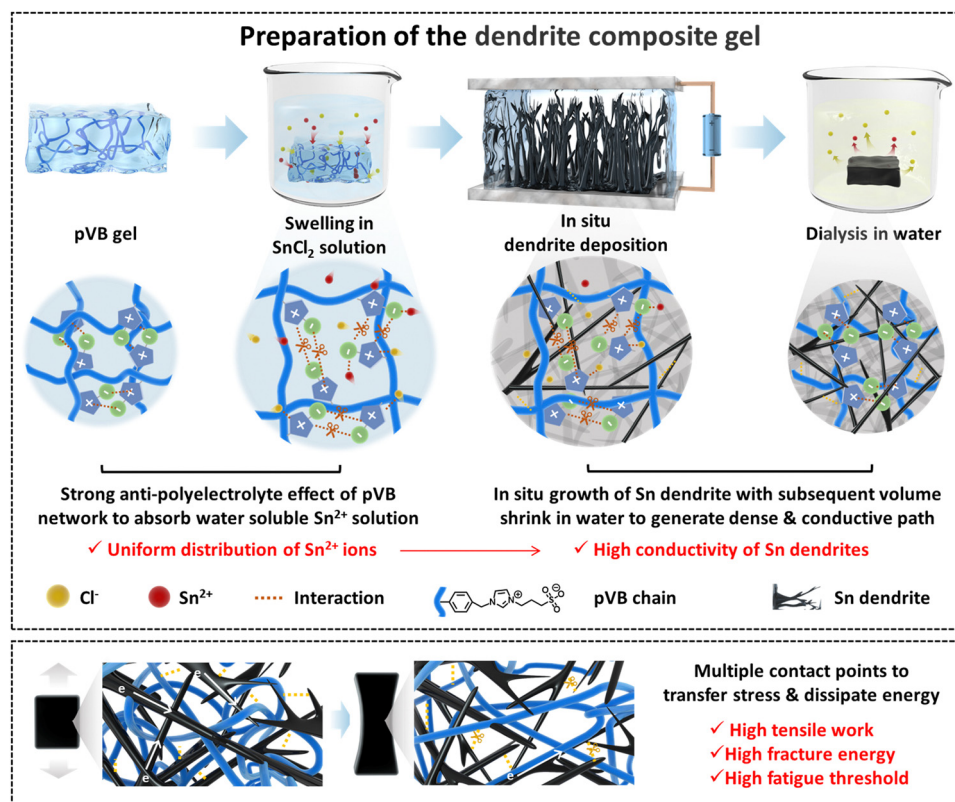 Preparation of the dendrite composite gel
pVB gel
Swelling in
SnCl₂ solution
In situ
dendrite deposition
Dialysis in water
Strong anti-polyelectrolyte effect of pVB
network to absorb water soluble Sn²⁺ solution
✓ Uniform distribution of Sn²⁺ ions
In situ growth of Sn dendrite with subsequent volume
shrink in water to generate dense & conductive path
✓ High conductivity of Sn dendrites
Cl⁻
Sn²⁺
Interaction
N
⊕
N
S
O
O
O
⊖
pVB chain
Sn dendrite
e
e
e
Multiple contact points to
transfer stress & dissipate energy
✓ High tensile work
✓ High fracture energy
✓ High fatigue threshold